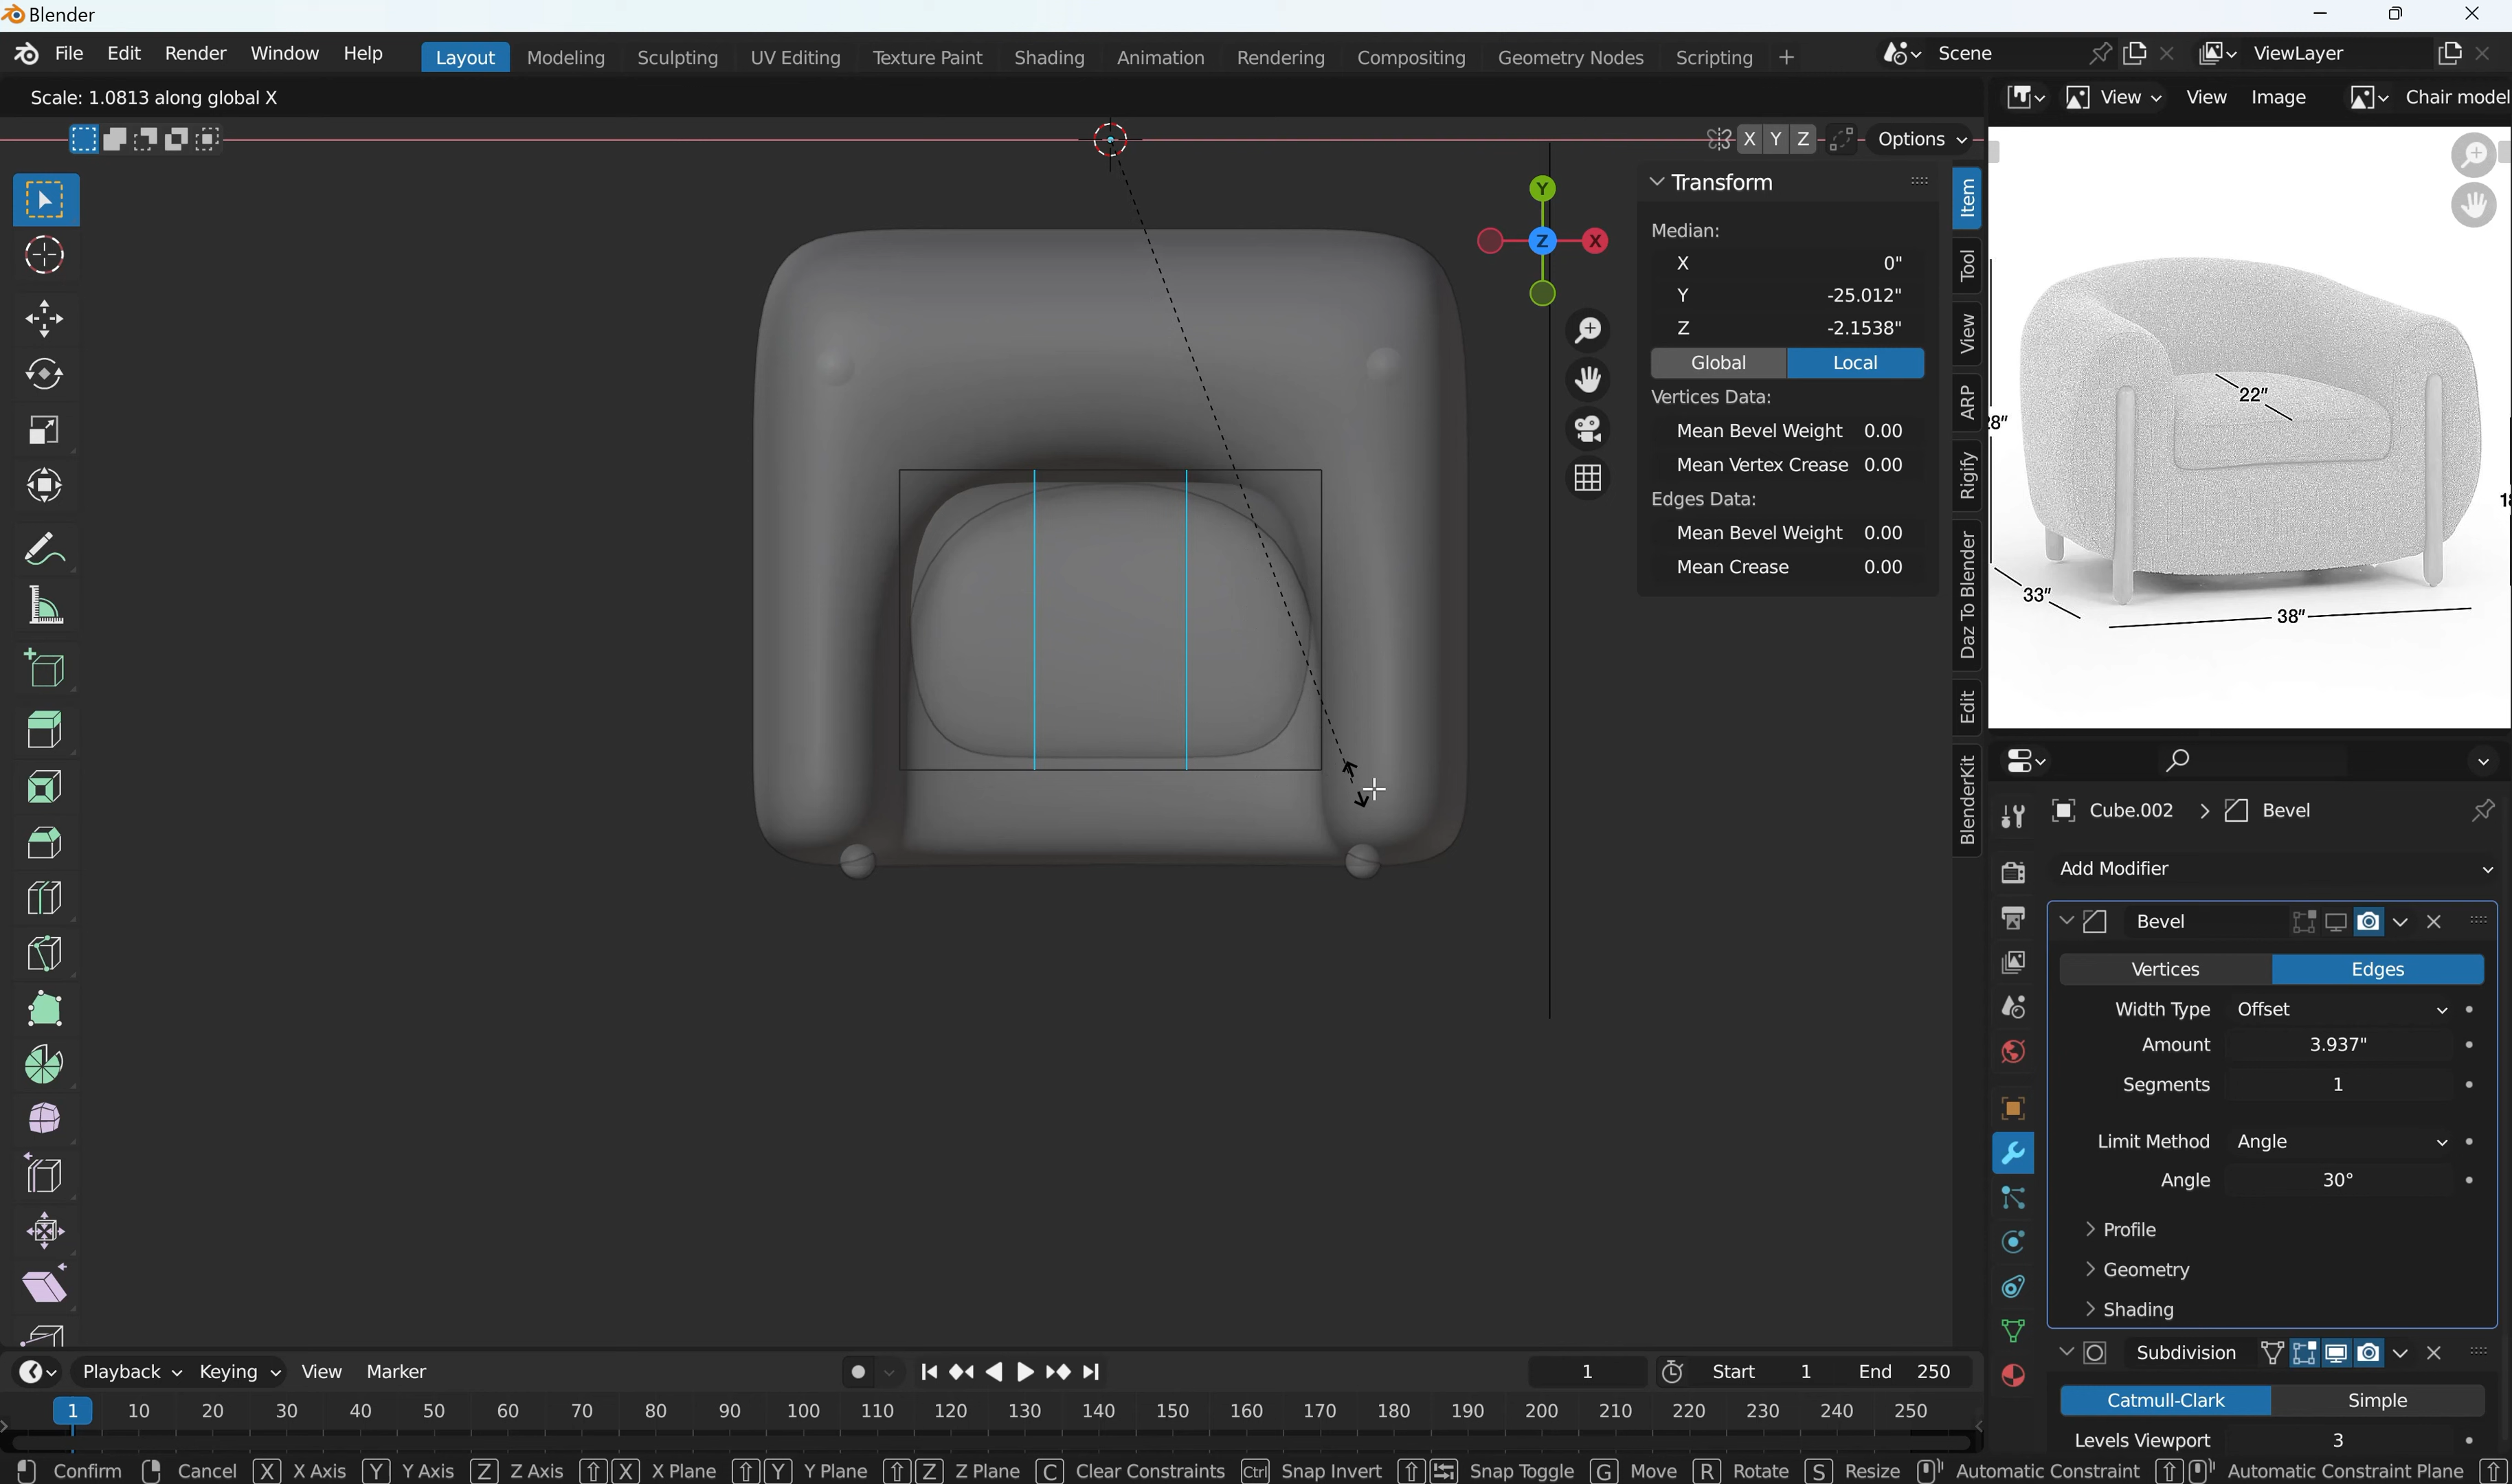 Blender
File Edit Render Window Help Layout Modeling Sculpting UV Editing Texture Paint Shading Animation Rendering Compositing Geometry Nodes Scripting + Scene ViewLayer
Scale: 1.0813 along global X
View View Image Chair model
X Y Z Options
Y
Z X
Transform
Median:
X 0"
Y -25.012"
Z -2.1538"
Global Local
Vertices Data:
Mean Bevel Weight 0.00
Mean Vertex Crease 0.00
Edges Data:
Mean Bevel Weight 0.00
Mean Crease 0.00
Item
Tool
View
ARP
Rigify
Daz To Blender
Edit
BlenderKit
22"
8"
33"
38"
Cube.002 > Bevel
Add Modifier
Bevel
Vertices Edges
Width Type Offset
Amount 3.937"
Segments 1
Limit Method Angle
Angle 30°
Profile
Geometry
Shading
Subdivision
Catmull-Clark Simple
Levels Viewport 3
Playback Keying View Marker 1 Start 1 End 250
1 10 20 30 40 50 60 70 80 90 100 110 120 130 140 150 160 170 180 190 200 210 220 230 240 250
Confirm Cancel X X Axis Y Y Axis Z Z Axis X X Plane Y Y Plane Z Z Plane C Clear Constraints Ctrl Snap Invert Snap Toggle G Move R Rotate S Resize Automatic Constraint Automatic Constraint Plane